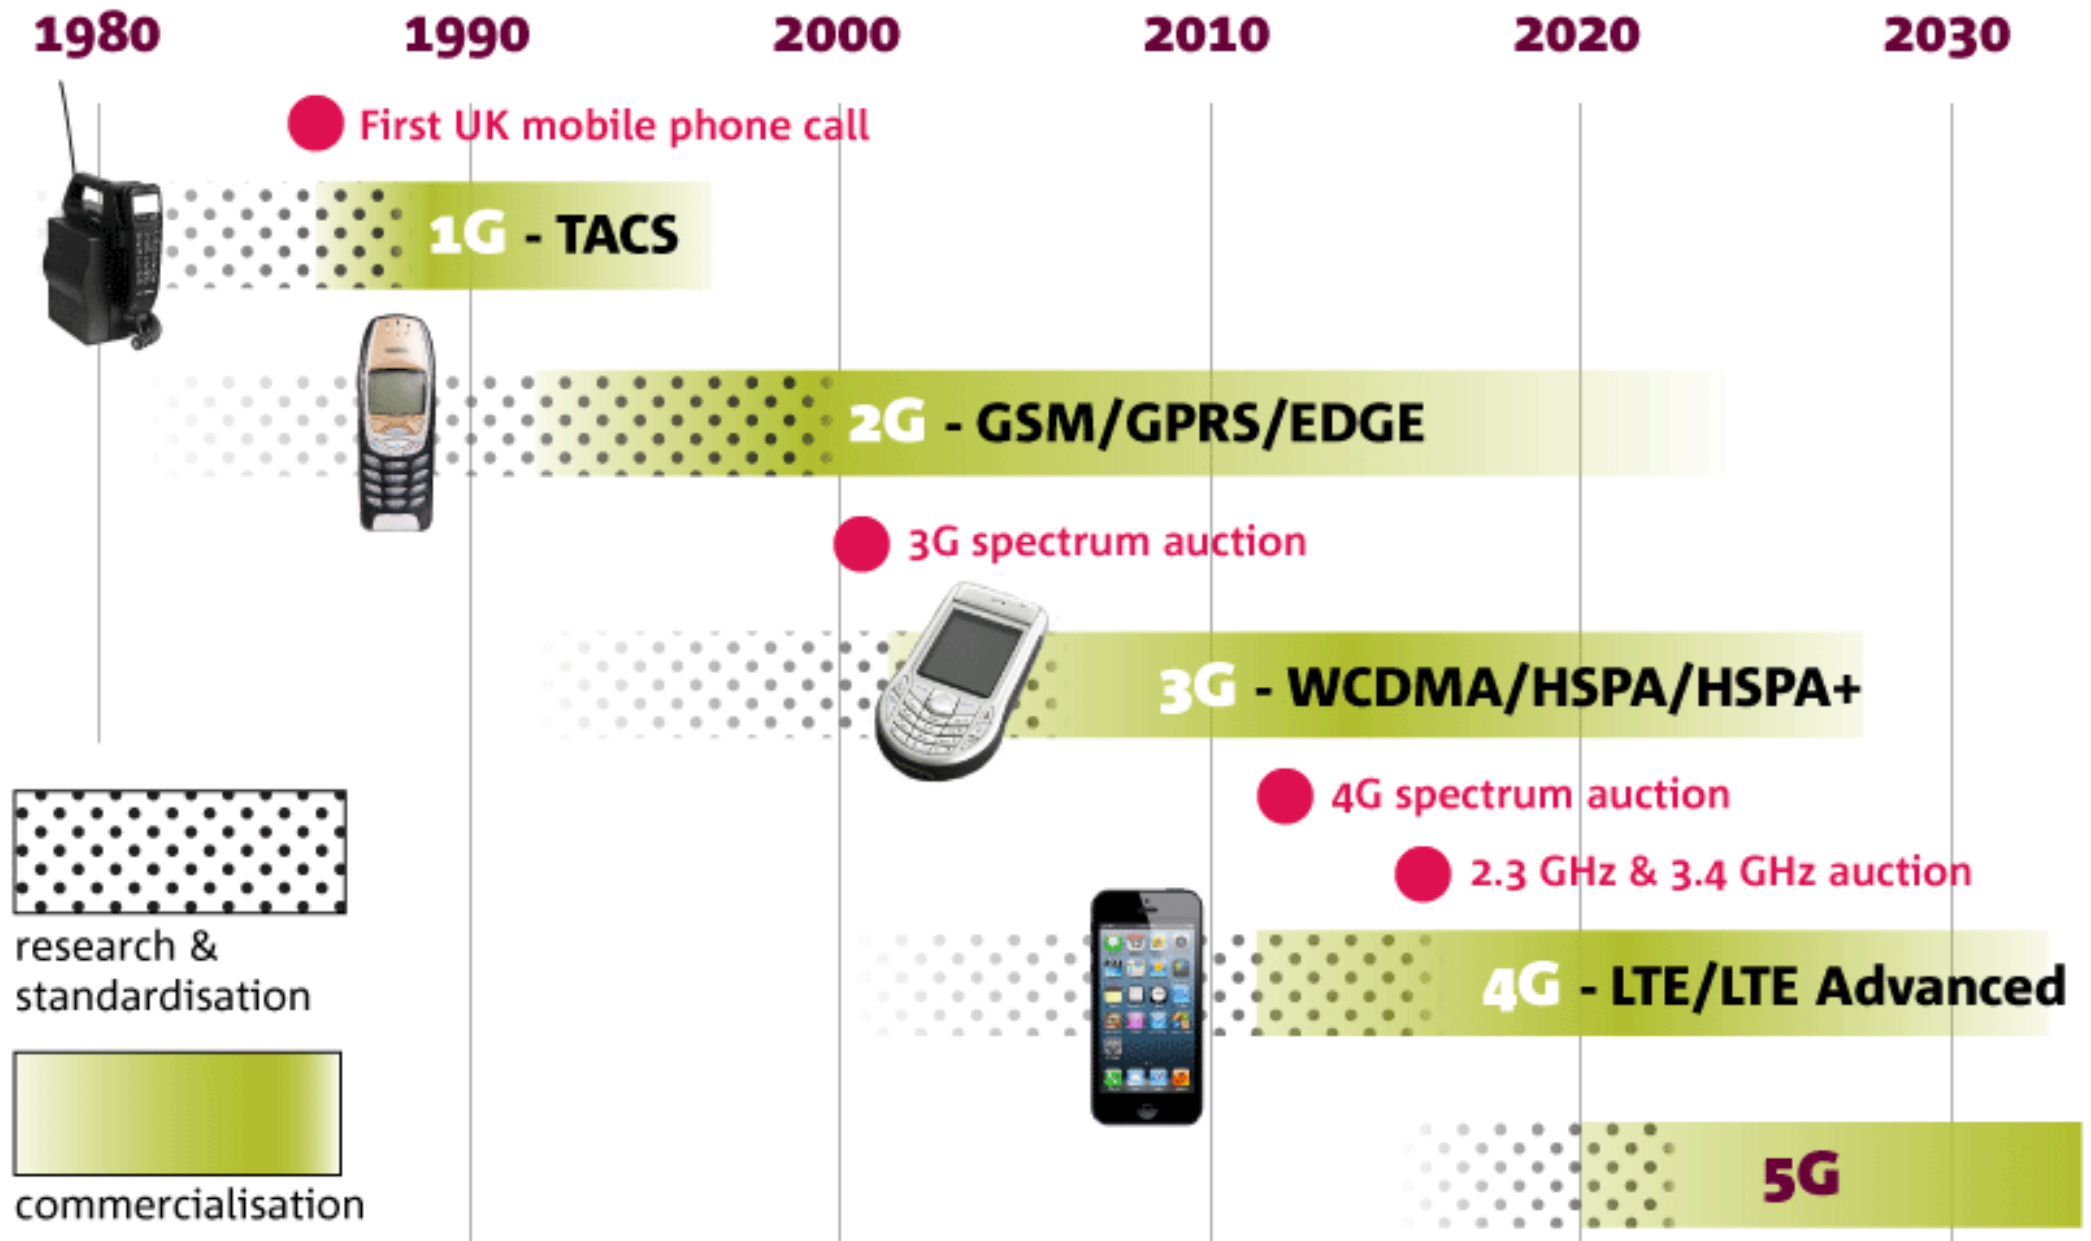 1980 1990 2000 2010 2020 2030
First UK mobile phone call
1G - TACS
2G - GSM/GPRS/EDGE
3G spectrum auction
3G - WCDMA/HSPA/HSPA+
4G spectrum auction
2.3 GHz & 3.4 GHz auction
4G - LTE/LTE Advanced
5G
research &
standardisation
commercialisation